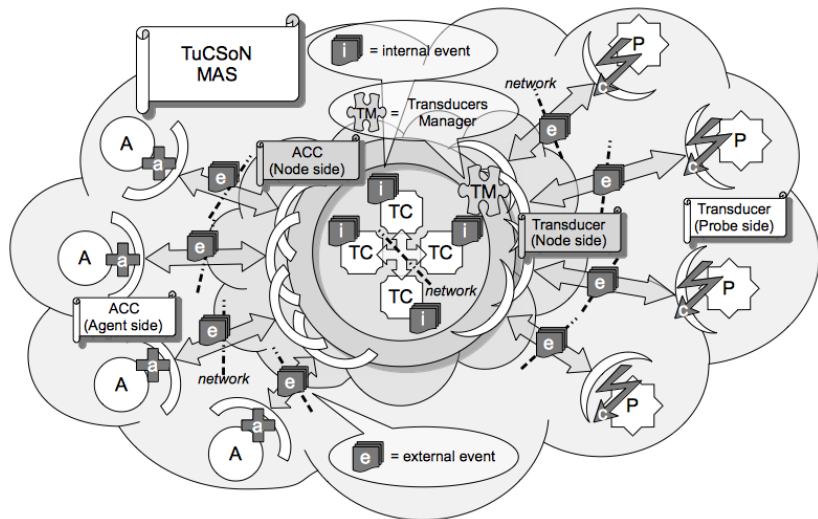 TuCSoN
MAS
i = internal event
TM = Transducers
Manager
network
P
c
e
P
c
e
A
a
e
ACC
(Node side)
i
TM
TC
i
i
TC
TC
TC
network
i
Transducer
(Node side)
Transducer
(Probe side)
A
a
e
e
P
c
ACC
(Agent side)
e
e
A
a
network
e
P
c
A
a
e = external event